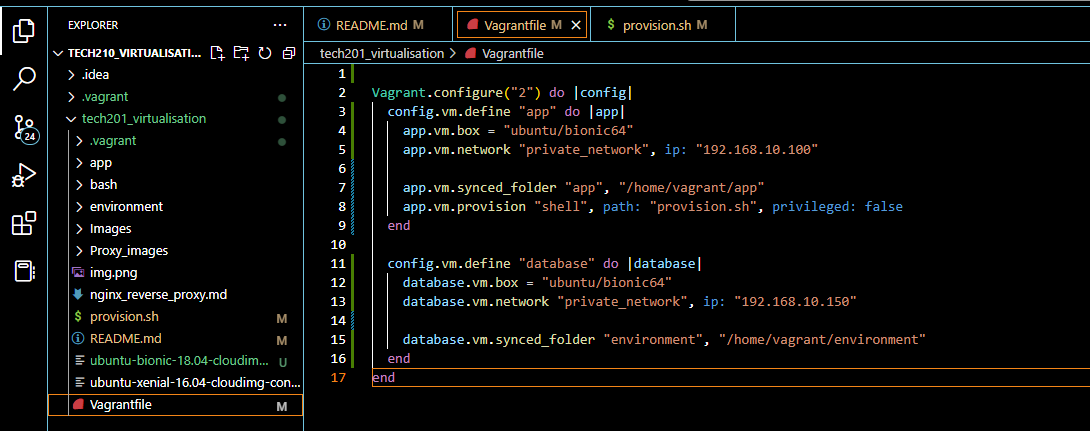 EXPLORER
TECH210_VIRTUALISATI...
.idea
.vagrant
tech201_virtualisation
.vagrant
app
bash
environment
Images
Proxy_images
img.png
nginx_reverse_proxy.md
provision.sh M
README.md M
ubuntu-bionic-18.04-cloudim... U
ubuntu-xenial-16.04-cloudimg-con...
Vagrantfile M
24
README.md M
Vagrantfile M
provision.sh M
tech201_virtualisation > Vagrantfile
1
2 Vagrant.configure("2") do |config|
3 config.vm.define "app" do |app|
4 app.vm.box = "ubuntu/bionic64"
5 app.vm.network "private_network", ip: "192.168.10.100"
6
7 app.vm.synced_folder "app", "/home/vagrant/app"
8 app.vm.provision "shell", path: "provision.sh", privileged: false
9 end
10
11 config.vm.define "database" do |database|
12 database.vm.box = "ubuntu/bionic64"
13 database.vm.network "private_network", ip: "192.168.10.150"
14
15 database.vm.synced_folder "environment", "/home/vagrant/environment"
16 end
17 end